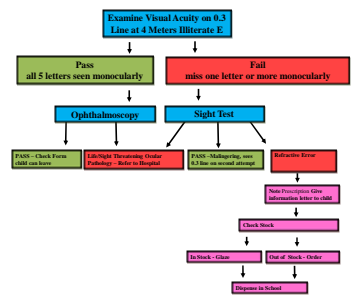 Examine Visual Acuity on 0.3
Line at 4 Meters Illiterate E
Pass
all 5 letters seen monocularly
Fail
miss one letter or more monocularly
Ophthalmoscopy
Sight Test
PASS – Check Form
child can leave
Life/Sight Threatening Ocular
Pathology – Refer to Hospital
PASS –Malingering, sees
0.3 line on second attempt
Refractive Error
Note Prescription Give
information letter to child
Check Stock
In Stock - Glaze
Out of Stock - Order
Dispense in School